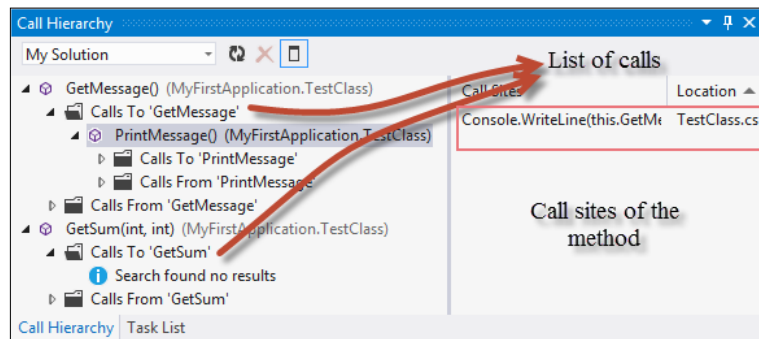 Call Hierarchy
My Solution
List of calls
GetMessage() (MyFirstApplication.TestClass)
Calls To 'GetMessage'
PrintMessage() (MyFirstApplication.TestClass)
Calls To 'PrintMessage'
Calls From 'PrintMessage'
Calls From 'GetMessage'
GetSum(int, int) (MyFirstApplication.TestClass)
Calls To 'GetSum'
Search found no results
Calls From 'GetSum'
Call Sites Location
Console.WriteLine(this.GetMe TestClass.cs
Call sites of the
method
Call Hierarchy Task List